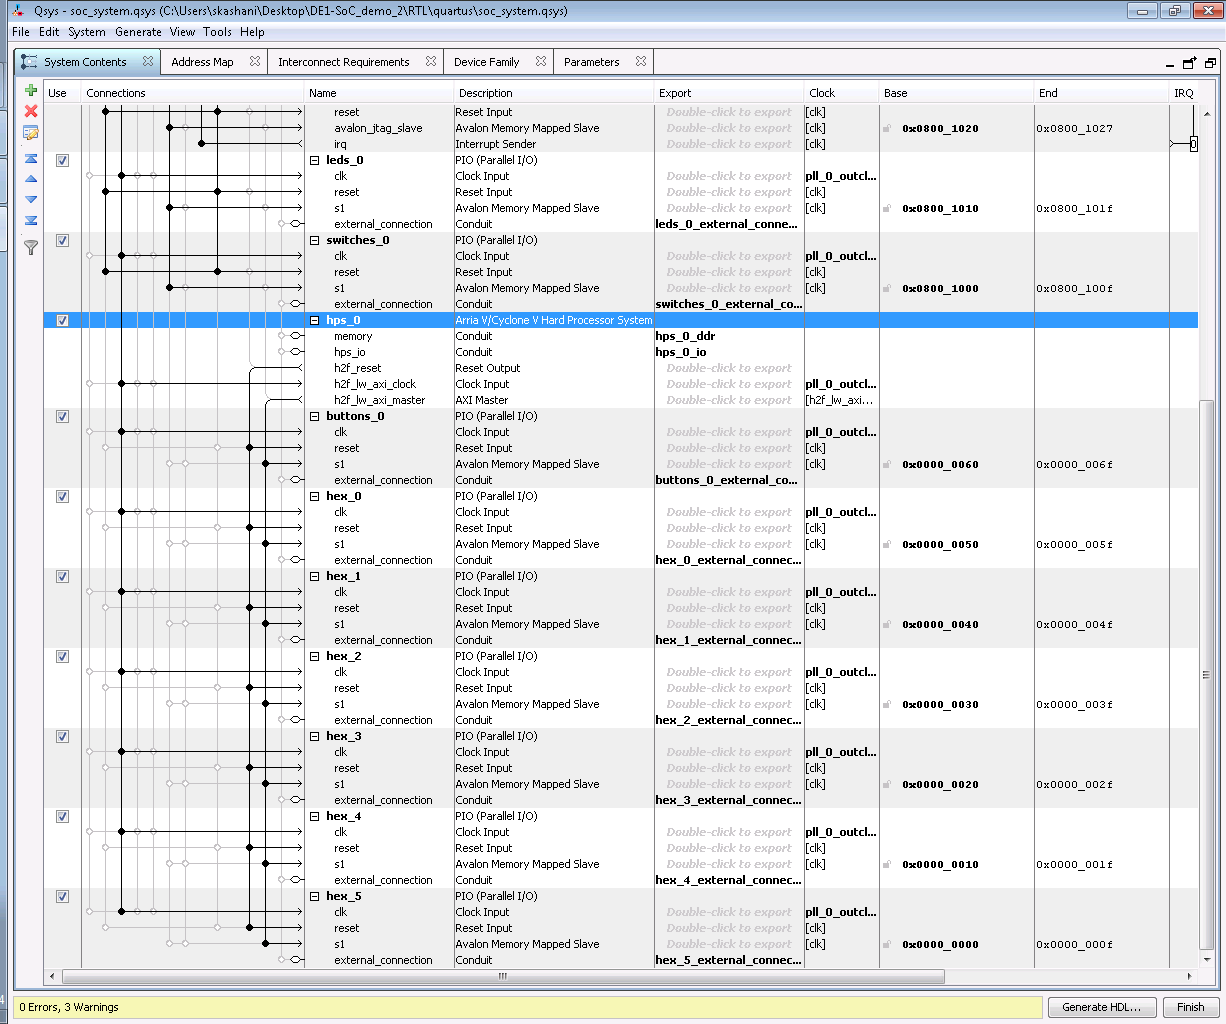 Qsys - soc_system.qsys (C:\Users\skashani\Desktop\DE1-SoC_demo_2\RTL\quartus\soc_system.qsys)
File Edit System Generate View Tools Help
System Contents Address Map Interconnect Requirements Device Family Parameters
Use Connections Name Description Export Clock Base End IRQ
reset Reset Input Double-click to export [clk]
avalon_jtag_slave Avalon Memory Mapped Slave Double-click to export [clk] 0x0800_1020 0x0800_1027
irq Interrupt Sender Double-click to export [clk] 0
leds_0 PIO (Parallel I/O)
clk Clock Input Double-click to export pll_0_outcl...
reset Reset Input Double-click to export [clk]
s1 Avalon Memory Mapped Slave Double-click to export [clk] 0x0800_1010 0x0800_101f
external_connection Conduit leds_0_external_conne...
switches_0 PIO (Parallel I/O)
clk Clock Input Double-click to export pll_0_outcl...
reset Reset Input Double-click to export [clk]
s1 Avalon Memory Mapped Slave Double-click to export [clk] 0x0800_1000 0x0800_100f
external_connection Conduit switches_0_external_co...
hps_0 Arria V/Cyclone V Hard Processor System
memory Conduit hps_0_ddr
hps_io Conduit hps_0_io
h2f_reset Reset Output Double-click to export
h2f_lw_axi_clock Clock Input Double-click to export pll_0_outcl...
h2f_lw_axi_master AXI Master Double-click to export [h2f_lw_axi...
buttons_0 PIO (Parallel I/O)
clk Clock Input Double-click to export pll_0_outcl...
reset Reset Input Double-click to export [clk]
s1 Avalon Memory Mapped Slave Double-click to export [clk] 0x0000_0060 0x0000_006f
external_connection Conduit buttons_0_external_co...
hex_0 PIO (Parallel I/O)
clk Clock Input Double-click to export pll_0_outcl...
reset Reset Input Double-click to export [clk]
s1 Avalon Memory Mapped Slave Double-click to export [clk] 0x0000_0050 0x0000_005f
external_connection Conduit hex_0_external_connec...
hex_1 PIO (Parallel I/O)
clk Clock Input Double-click to export pll_0_outcl...
reset Reset Input Double-click to export [clk]
s1 Avalon Memory Mapped Slave Double-click to export [clk] 0x0000_0040 0x0000_004f
external_connection Conduit hex_1_external_connec...
hex_2 PIO (Parallel I/O)
clk Clock Input Double-click to export pll_0_outcl...
reset Reset Input Double-click to export [clk]
s1 Avalon Memory Mapped Slave Double-click to export [clk] 0x0000_0030 0x0000_003f
external_connection Conduit hex_2_external_connec...
hex_3 PIO (Parallel I/O)
clk Clock Input Double-click to export pll_0_outcl...
reset Reset Input Double-click to export [clk]
s1 Avalon Memory Mapped Slave Double-click to export [clk] 0x0000_0020 0x0000_002f
external_connection Conduit hex_3_external_connec...
hex_4 PIO (Parallel I/O)
clk Clock Input Double-click to export pll_0_outcl...
reset Reset Input Double-click to export [clk]
s1 Avalon Memory Mapped Slave Double-click to export [clk] 0x0000_0010 0x0000_001f
external_connection Conduit hex_4_external_connec...
hex_5 PIO (Parallel I/O)
clk Clock Input Double-click to export pll_0_outcl...
reset Reset Input Double-click to export [clk]
s1 Avalon Memory Mapped Slave Double-click to export [clk] 0x0000_0000 0x0000_000f
external_connection Conduit hex_5_external_connec...
0 Errors, 3 Warnings Generate HDL... Finish